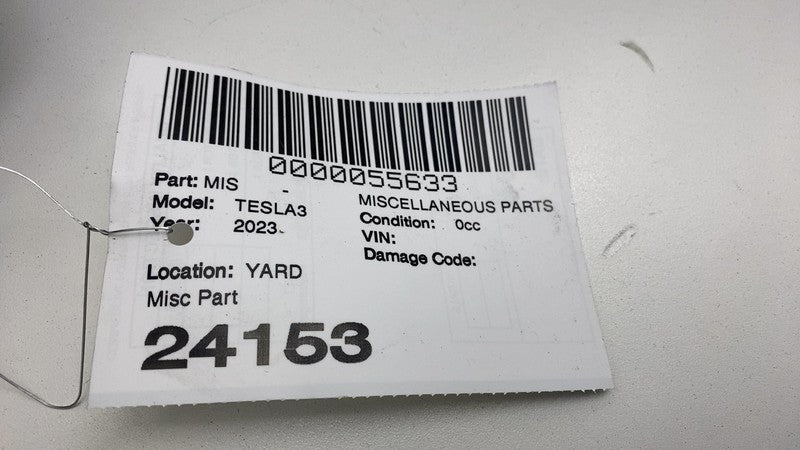 0000055633
Part: MIS -
MISCELLANEOUS PARTS
Model: TESLA3
Condition: 0cc
Year: 2023
VIN:
Damage Code:
Location: YARD
Misc Part
24153